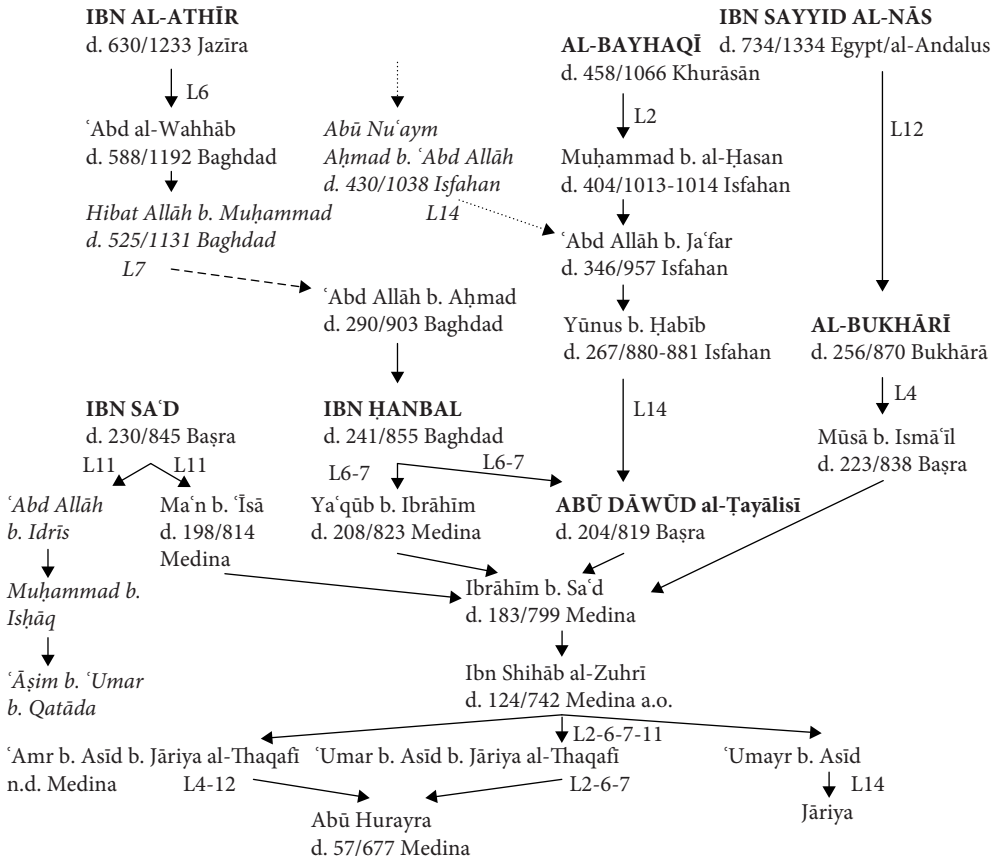 IBN AL-ATHĪR
d. 630/1233 Jazīra
IBN SAYYID AL-NĀS
d. 734/1334 Egypt/al-Andalus
AL-BAYHAQĪ
d. 458/1066 Khurāsān
L6
L2
L12
ʿAbd al-Wahhāb
d. 588/1192 Baghdad
Abū Nuʿaym
Aḥmad b. ʿAbd Allāh
d. 430/1038 Isfahan
L14
Muḥammad b. al-Ḥasan
d. 404/1013-1014 Isfahan
Hibat Allāh b. Muḥammad
d. 525/1131 Baghdad
L7
ʿAbd Allāh b. Jaʿfar
d. 346/957 Isfahan
ʿAbd Allāh b. Aḥmad
d. 290/903 Baghdad
Yūnus b. Ḥabīb
d. 267/880-881 Isfahan
AL-BUKHĀRĪ
d. 256/870 Bukhārā
L14
L4
IBN SAʿD
d. 230/845 Baṣra
IBN ḤANBAL
d. 241/855 Baghdad
Mūsā b. Ismāʿīl
d. 223/838 Baṣra
L11
L11
L6-7
L6-7
ʿAbd Allāh
b. Idrīs
Maʿn b. ʿĪsā
d. 198/814
Medina
Yaʿqūb b. Ibrāhīm
d. 208/823 Medina
ABŪ DĀWŪD al-Ṭayālisī
d. 204/819 Baṣra
Muḥammad b.
Isḥāq
Ibrāhīm b. Saʿd
d. 183/799 Medina
ʿĀṣim b. ʿUmar
b. Qatāda
Ibn Shihāb al-Zuhrī
d. 124/742 Medina a.o.
L2-6-7-11
ʿAmr b. Asīd b. Jāriya al-Thaqafī
n.d. Medina
L4-12
ʿUmar b. Asīd b. Jāriya al-Thaqafī
L2-6-7
ʿUmayr b. Asīd
L14
Jāriya
Abū Hurayra
d. 57/677 Medina